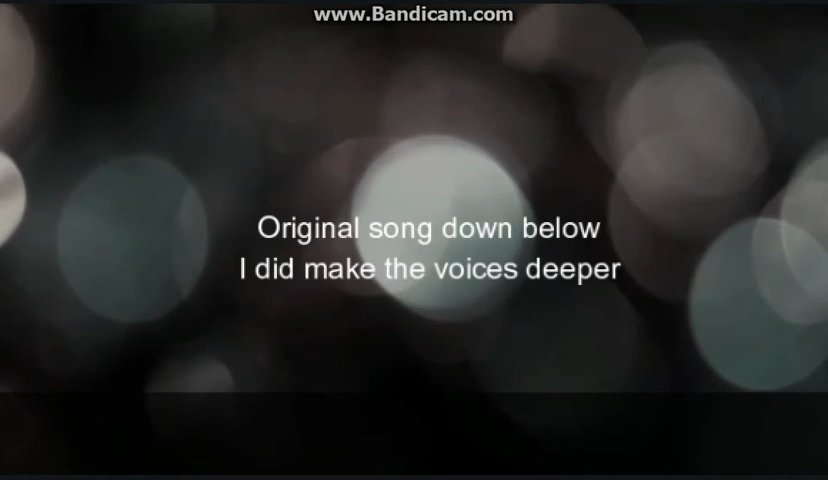 www.Bandicam.com
Original song down below
I did make the voices deeper